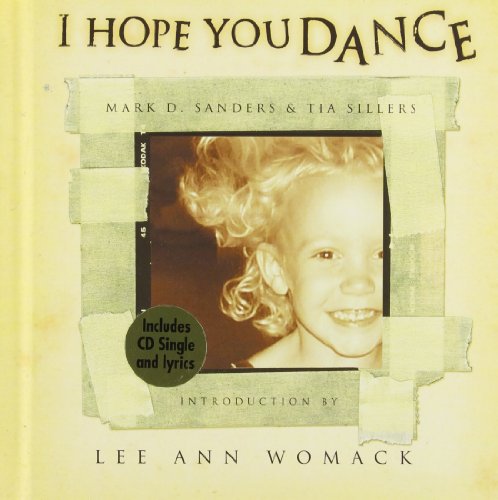 I HOPE YOU DANCE
MARK D. SANDERS & TIA SILLERS
KODAK T
45
Includes
CD Single
and lyrics
INTRODUCTION BY
LEE ANN WOMACK